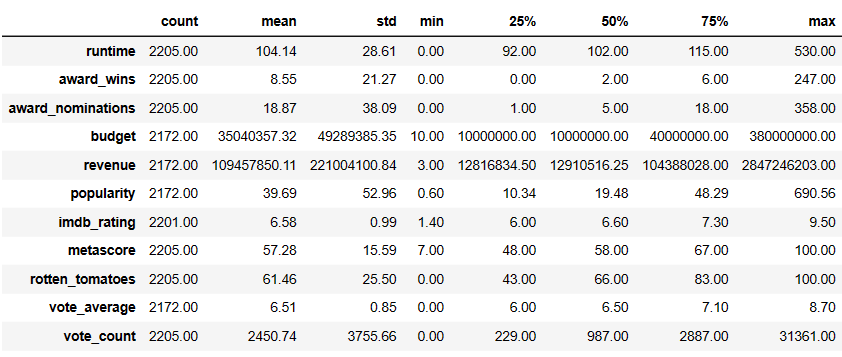 count mean std min 25% 50% 75% max
runtime 2205.00 104.14 28.61 0.00 92.00 102.00 115.00 530.00
award_wins 2205.00 8.55 21.27 0.00 0.00 2.00 6.00 247.00
award_nominations 2205.00 18.87 38.09 0.00 1.00 5.00 18.00 358.00
budget 2172.00 35040357.32 49289385.35 10.00 10000000.00 10000000.00 40000000.00 380000000.00
revenue 2172.00 109457850.11 221004100.84 3.00 12816834.50 12910516.25 104388028.00 2847246203.00
popularity 2172.00 39.69 52.96 0.60 10.34 19.48 48.29 690.56
imdb_rating 2201.00 6.58 0.99 1.40 6.00 6.60 7.30 9.50
metascore 2205.00 57.28 15.59 7.00 48.00 58.00 67.00 100.00
rotten_tomatoes 2205.00 61.46 25.50 0.00 43.00 66.00 83.00 100.00
vote_average 2172.00 6.51 0.85 0.00 6.00 6.50 7.10 8.70
vote_count 2205.00 2450.74 3755.66 0.00 229.00 987.00 2887.00 31361.00